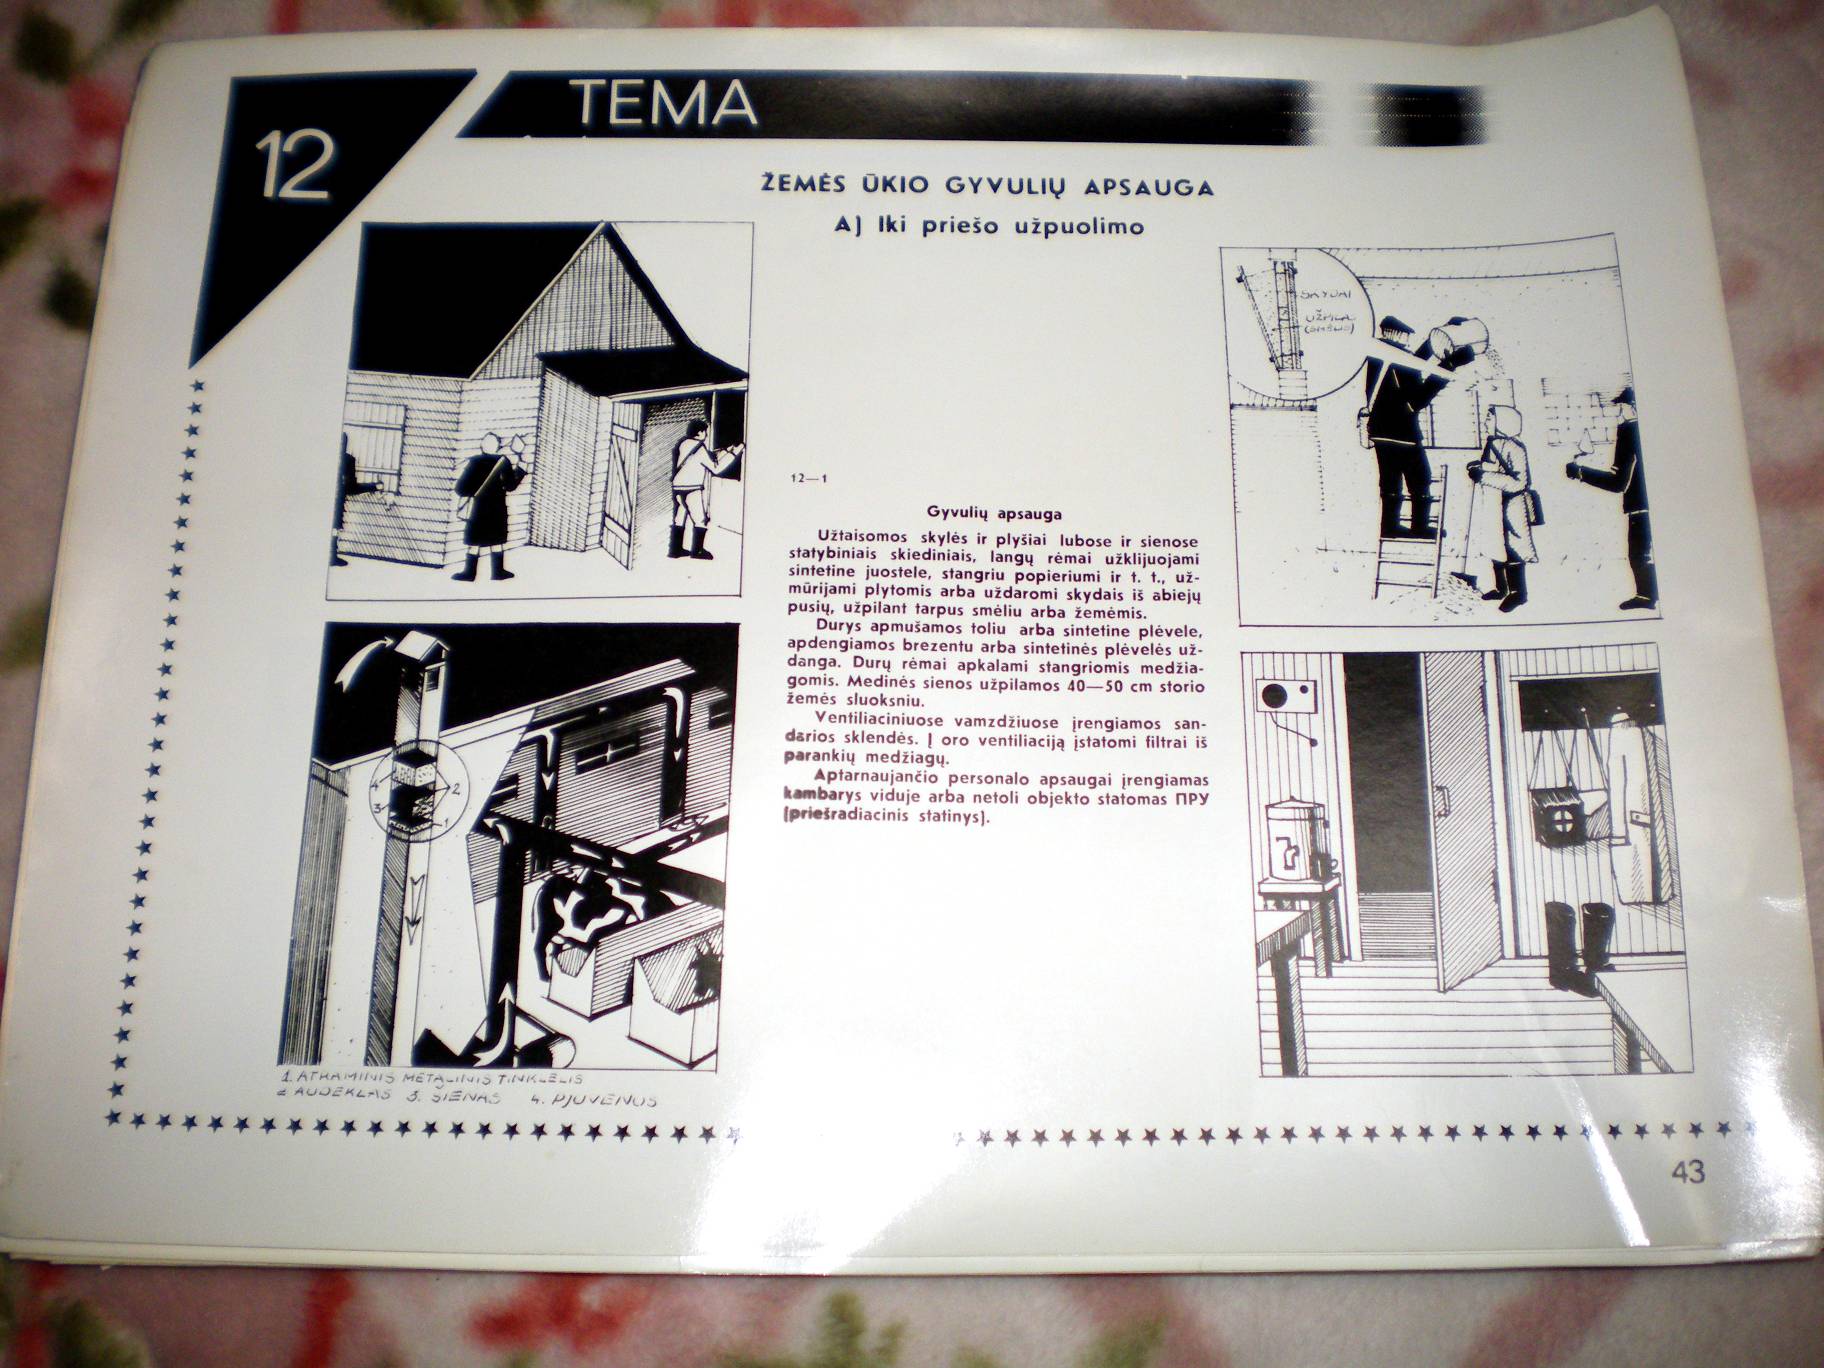 12
TEMA
ŽEMĖS ŪKIO GYVULIŲ APSAUGA
A) Iki priešo užpuolimo
SKYDAI
12—1
Gyvulių apsauga
Užtaisomos skylės ir plyšiai lubose ir sienose
statybiniais skiediniais, langų rėmai užklijuojami
sintetine juostele, stangriu popieriumi ir t. t., už-
mūrijami plytomis arba uždaromi skydais iš abiejų
pusių, užpilant tarpus smėliu arba žemėmis.
Durys apmušamos toliu arba sintetine plėvele,
apdengiamos brezentu arba sintetinės plėvelės už-
danga. Durų rėmai apkalami stangriomis medžia-
gomis. Medinės sienos užpilamos 40—50 cm storio
žemės sluoksniu.
Ventiliaciniuose vamzdžiuose įrengiamos san-
darios sklendės. Į oro ventiliaciją įstatomi filtrai iš
parankių medžiagų.
Aptarnaujančio personalo apsaugai įrengiamas
kambarys viduje arba netoli objekto statomas ПРУ
(priešradiacinis statinys).
4
2
3
1
1. ATRAMINIS METALINIS TINKLELIS
2 AUDEKLAS 3. SIENAS 4. PJUVENOS
43